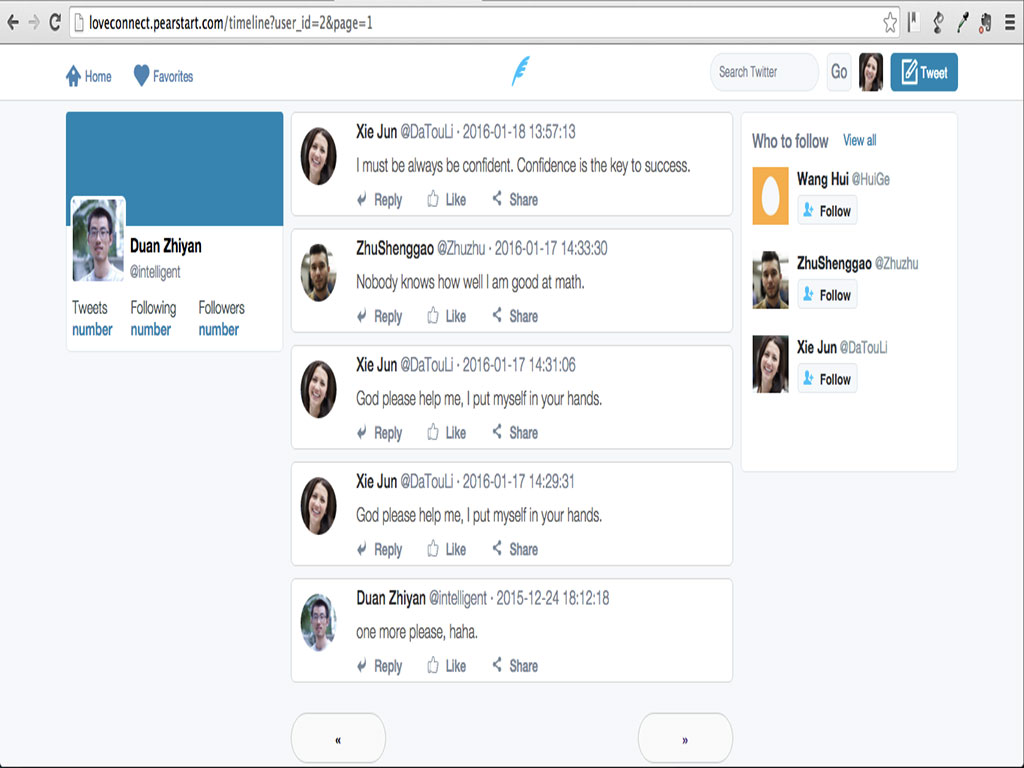 loveconnect.pearstart.com/timeline?user_id=2&page=1
Home
Favorites
Search Twitter
Go
Tweet
Duan Zhiyan
@intelligent
Tweets Following Followers
number number number
Xie Jun @DaTouLi · 2016-01-18 13:57:13
I must be always be confident. Confidence is the key to success.
Reply Like Share
ZhuShenggao @Zhuzhu · 2016-01-17 14:33:30
Nobody knows how well I am good at math.
Reply Like Share
Xie Jun @DaTouLi · 2016-01-17 14:31:06
God please help me, I put myself in your hands.
Reply Like Share
Xie Jun @DaTouLi · 2016-01-17 14:29:31
God please help me, I put myself in your hands.
Reply Like Share
Duan Zhiyan @intelligent · 2015-12-24 18:12:18
one more please, haha.
Reply Like Share
« »
Who to follow View all
Wang Hui @HuiGe
Follow
ZhuShenggao @Zhuzhu
Follow
Xie Jun @DaTouLi
Follow